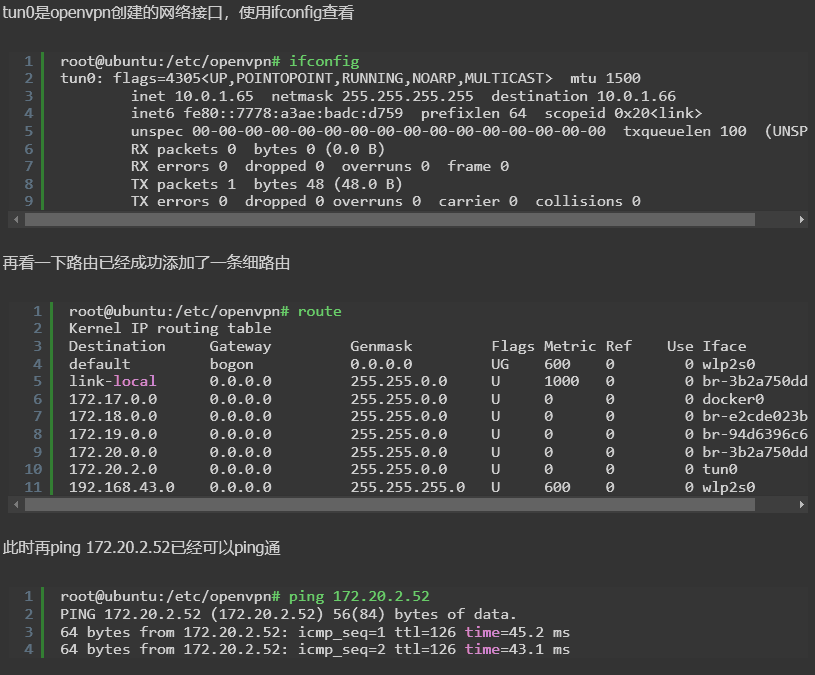 tun0是openvpn创建的网络接口，使用ifconfig查看
1 root@ubuntu:/etc/openvpn# ifconfig
2 tun0: flags=4305<UP,POINTOPOINT,RUNNING,NOARP,MULTICAST>  mtu 1500
3         inet 10.0.1.65  netmask 255.255.255.255  destination 10.0.1.66
4         inet6 fe80::7778:a3ae:badc:d759  prefixlen 64  scopeid 0x20<link>
5         unspec 00-00-00-00-00-00-00-00-00-00-00-00-00-00-00-00  txqueuelen 100  (UNSP
6         RX packets 0  bytes 0 (0.0 B)
7         RX errors 0  dropped 0  overruns 0  frame 0
8         TX packets 1  bytes 48 (48.0 B)
9         TX errors 0  dropped 0 overruns 0  carrier 0  collisions 0
再看一下路由已经成功添加了一条细路由
1 root@ubuntu:/etc/openvpn# route
2 Kernel IP routing table
3 Destination     Gateway         Genmask         Flags Metric Ref    Use Iface
4 default         bogon           0.0.0.0         UG    600    0        0 wlp2s0
5 link-local      0.0.0.0         255.255.0.0     U     1000   0        0 br-3b2a750dd
6 172.17.0.0      0.0.0.0         255.255.0.0     U     0      0        0 docker0
7 172.18.0.0      0.0.0.0         255.255.0.0     U     0      0        0 br-e2cde023b
8 172.19.0.0      0.0.0.0         255.255.0.0     U     0      0        0 br-94d6396c6
9 172.20.0.0      0.0.0.0         255.255.0.0     U     0      0        0 br-3b2a750dd
10 172.20.2.0      0.0.0.0         255.255.0.0     U     0      0        0 tun0
11 192.168.43.0    0.0.0.0         255.255.255.0   U     600    0        0 wlp2s0
此时再ping 172.20.2.52已经可以ping通
1 root@ubuntu:/etc/openvpn# ping 172.20.2.52
2 PING 172.20.2.52 (172.20.2.52) 56(84) bytes of data.
3 64 bytes from 172.20.2.52: icmp_seq=1 ttl=126 time=45.2 ms
4 64 bytes from 172.20.2.52: icmp_seq=2 ttl=126 time=43.1 ms